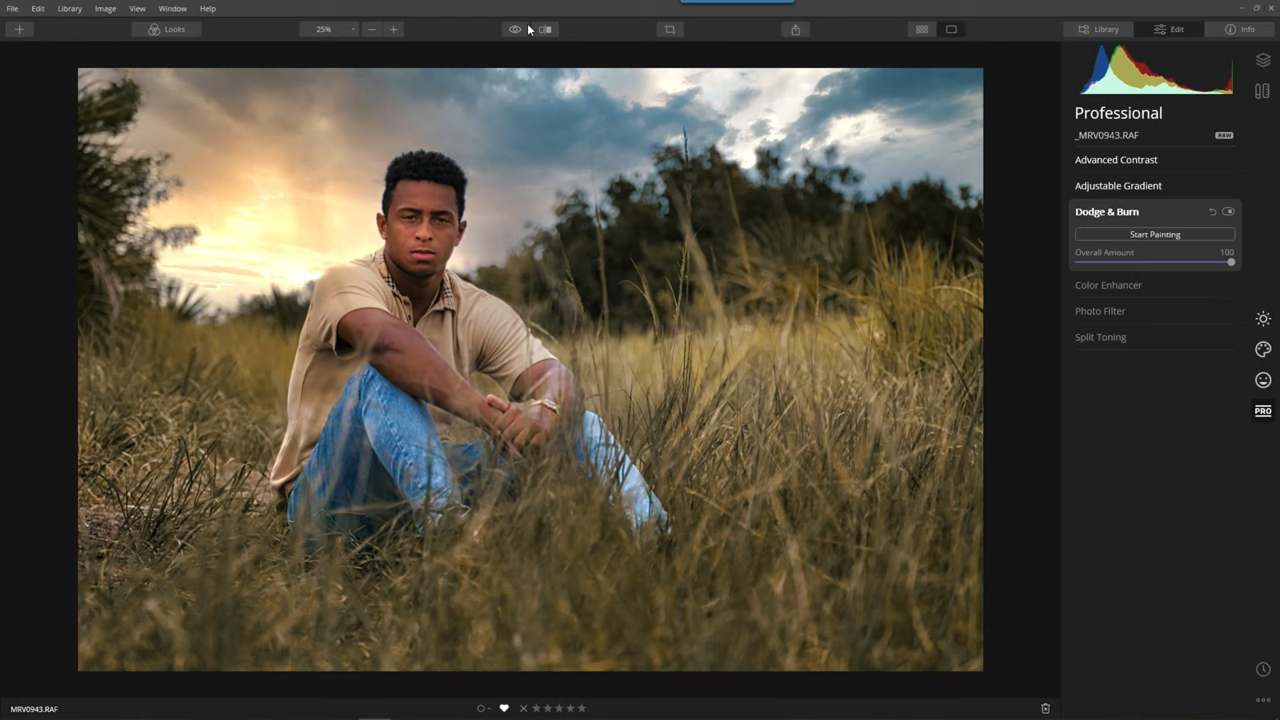 File Edit Library Image View Window Help
Looks 25% Library Edit Info
Professional
_MRV0943.RAF RAW
Advanced Contrast
Adjustable Gradient
Dodge & Burn
Start Painting
Overall Amount 100
Color Enhancer
Photo Filter
Split Toning
PRO
MRV0943.RAF